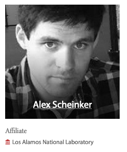 Alex Scheinker
Affiliate
Los Alamos National Laboratory